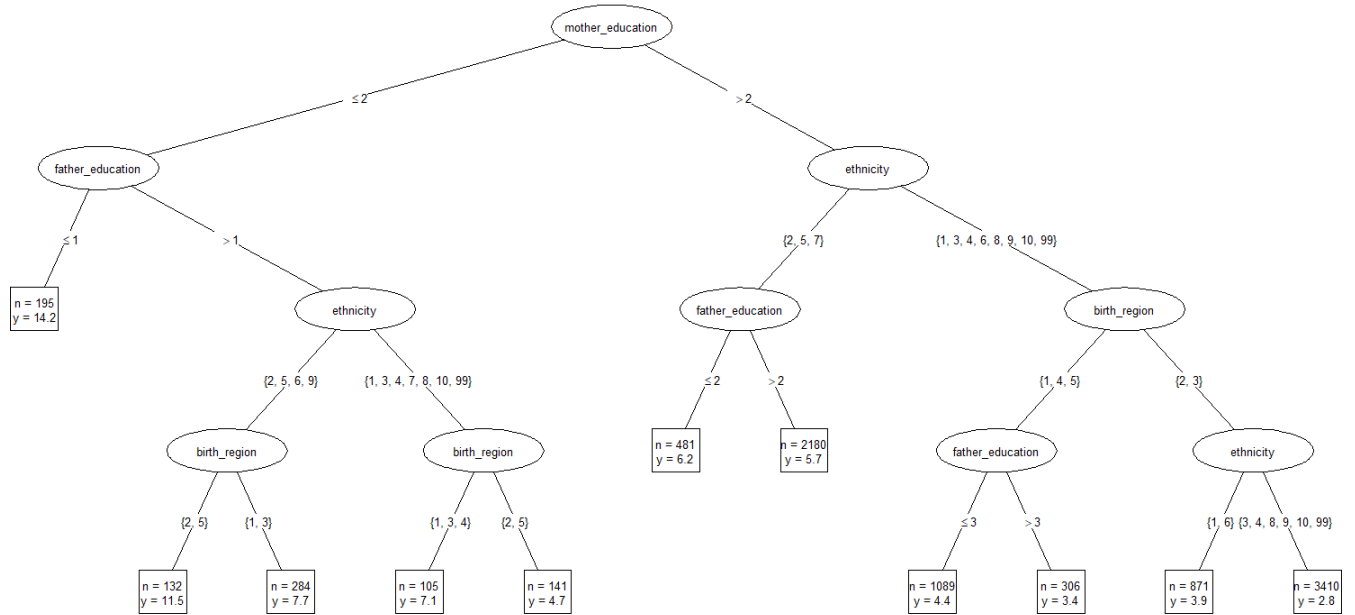 mother_education
≤ 2
> 2
father_education
ethnicity
≤ 1
> 1
{2, 5, 7}
{1, 3, 4, 6, 8, 9, 10, 99}
n = 195
y = 14.2
ethnicity
father_education
birth_region
{2, 5, 6, 9}
{1, 3, 4, 7, 8, 10, 99}
≤ 2
> 2
{1, 4, 5}
{2, 3}
birth_region
birth_region
n = 481
y = 6.2
n = 2180
y = 5.7
father_education
ethnicity
{2, 5}
{1, 3}
{1, 3, 4}
{2, 5}
≤ 3
> 3
{1, 6}
{3, 4, 8, 9, 10, 99}
n = 132
y = 11.5
n = 284
y = 7.7
n = 105
y = 7.1
n = 141
y = 4.7
n = 1089
y = 4.4
n = 306
y = 3.4
n = 871
y = 3.9
n = 3410
y = 2.8